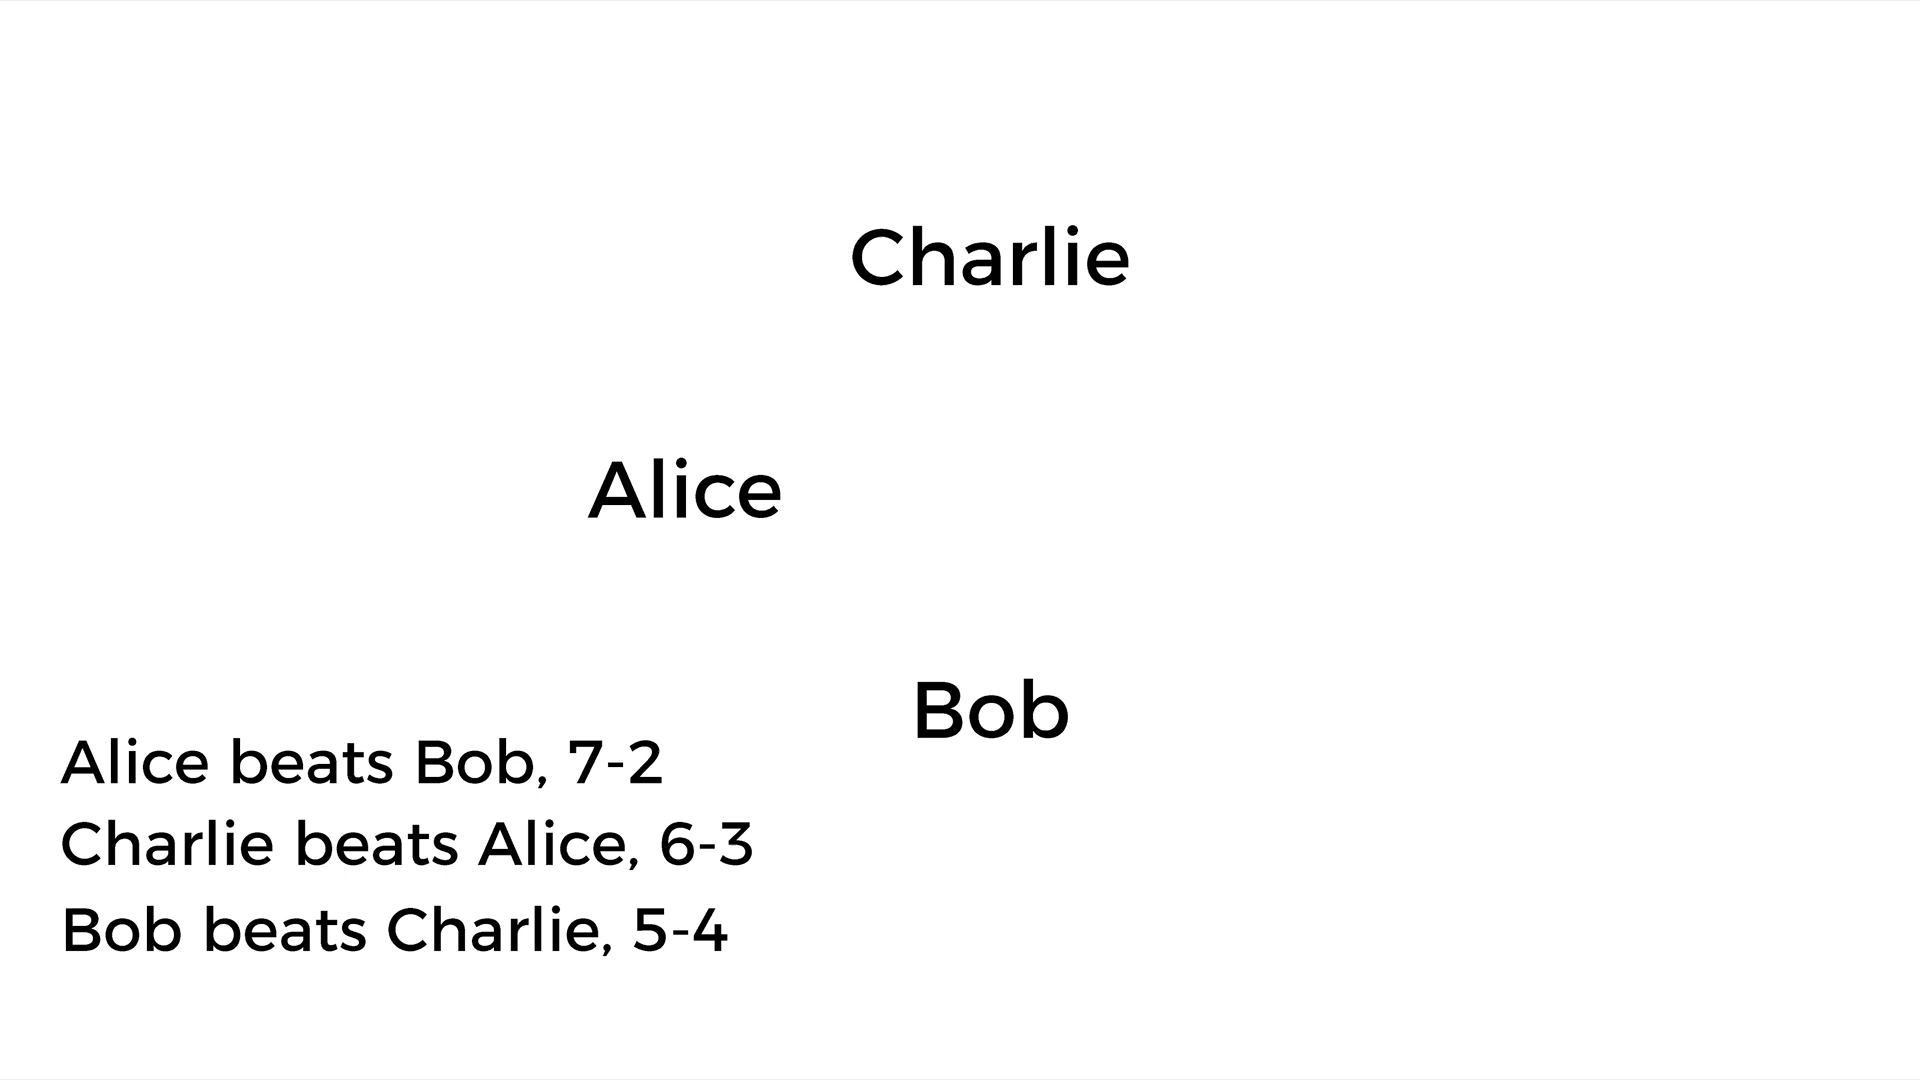 Charlie
Alice
Bob
Alice beats Bob, 7-2
Charlie beats Alice, 6-3
Bob beats Charlie, 5-4